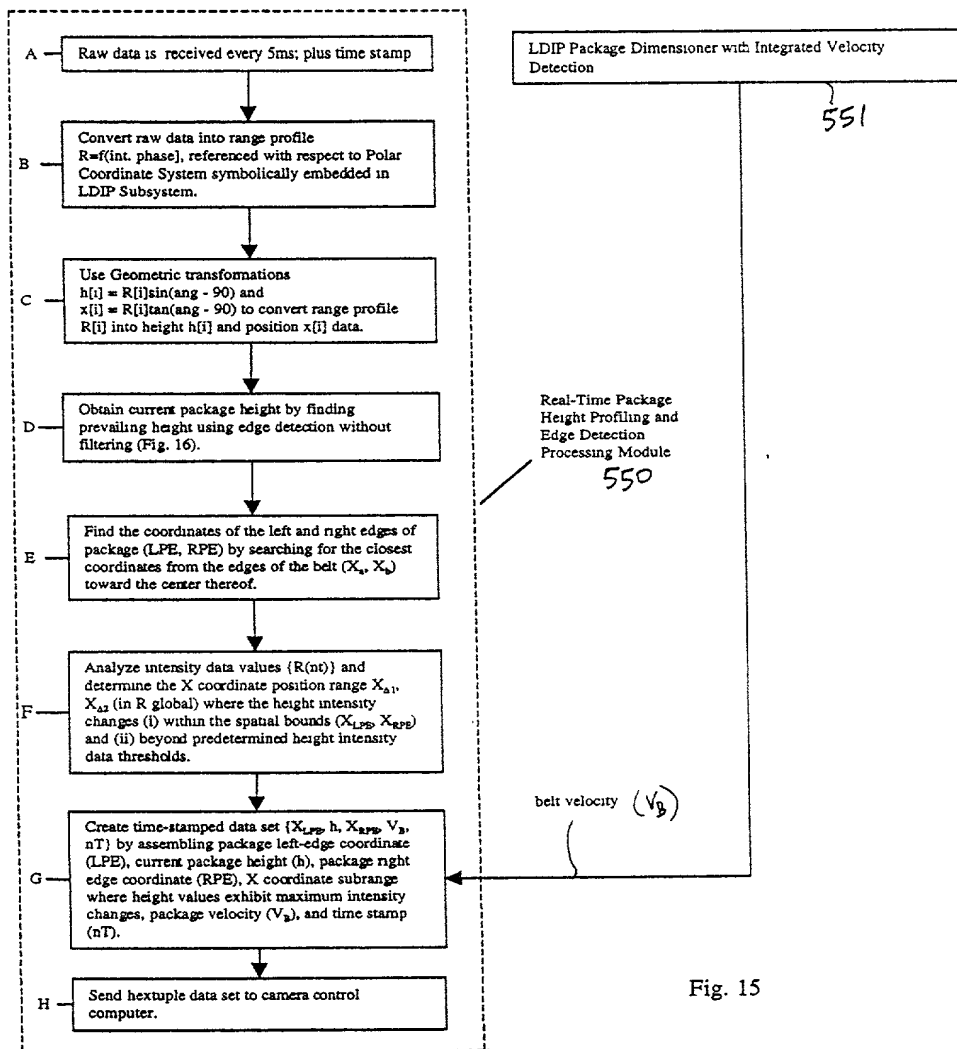 A
Raw data is received every 5ms; plus time stamp
B
Convert raw data into range profile
R=f(int. phase], referenced with respect to Polar
Coordinate System symbolically embedded in
LDIP Subsystem.
C
Use Geometric transformations
h[i] = R[i]sin(ang - 90) and
x[i] = R[i]tan(ang - 90) to convert range profile
R[i] into height h[i] and position x[i] data.
D
Obtain current package height by finding
prevailing height using edge detection without
filtering (Fig. 16).
E
Find the coordinates of the left and right edges of
package (LPE, RPE) by searching for the closest
coordinates from the edges of the belt (Xa, Xb)
toward the center thereof.
F
Analyze intensity data values {R(nt)} and
determine the X coordinate position range XΔ1,
XΔ2 (in R global) where the height intensity
changes (i) within the spatial bounds (XLPE, XRPE)
and (ii) beyond predetermined height intensity
data thresholds.
G
Create time-stamped data set {XLPE, h, XRPE, VB,
nT} by assembling package left-edge coordinate
(LPE), current package height (h), package right
edge coordinate (RPE), X coordinate subrange
where height values exhibit maximum intensity
changes, package velocity (VB), and time stamp
(nT).
H
Send hextuple data set to camera control
computer.
LDIP Package Dimensioner with Integrated Velocity
Detection
551
Real-Time Package
Height Profiling and
Edge Detection
Processing Module
550
belt velocity (VB)
Fig. 15